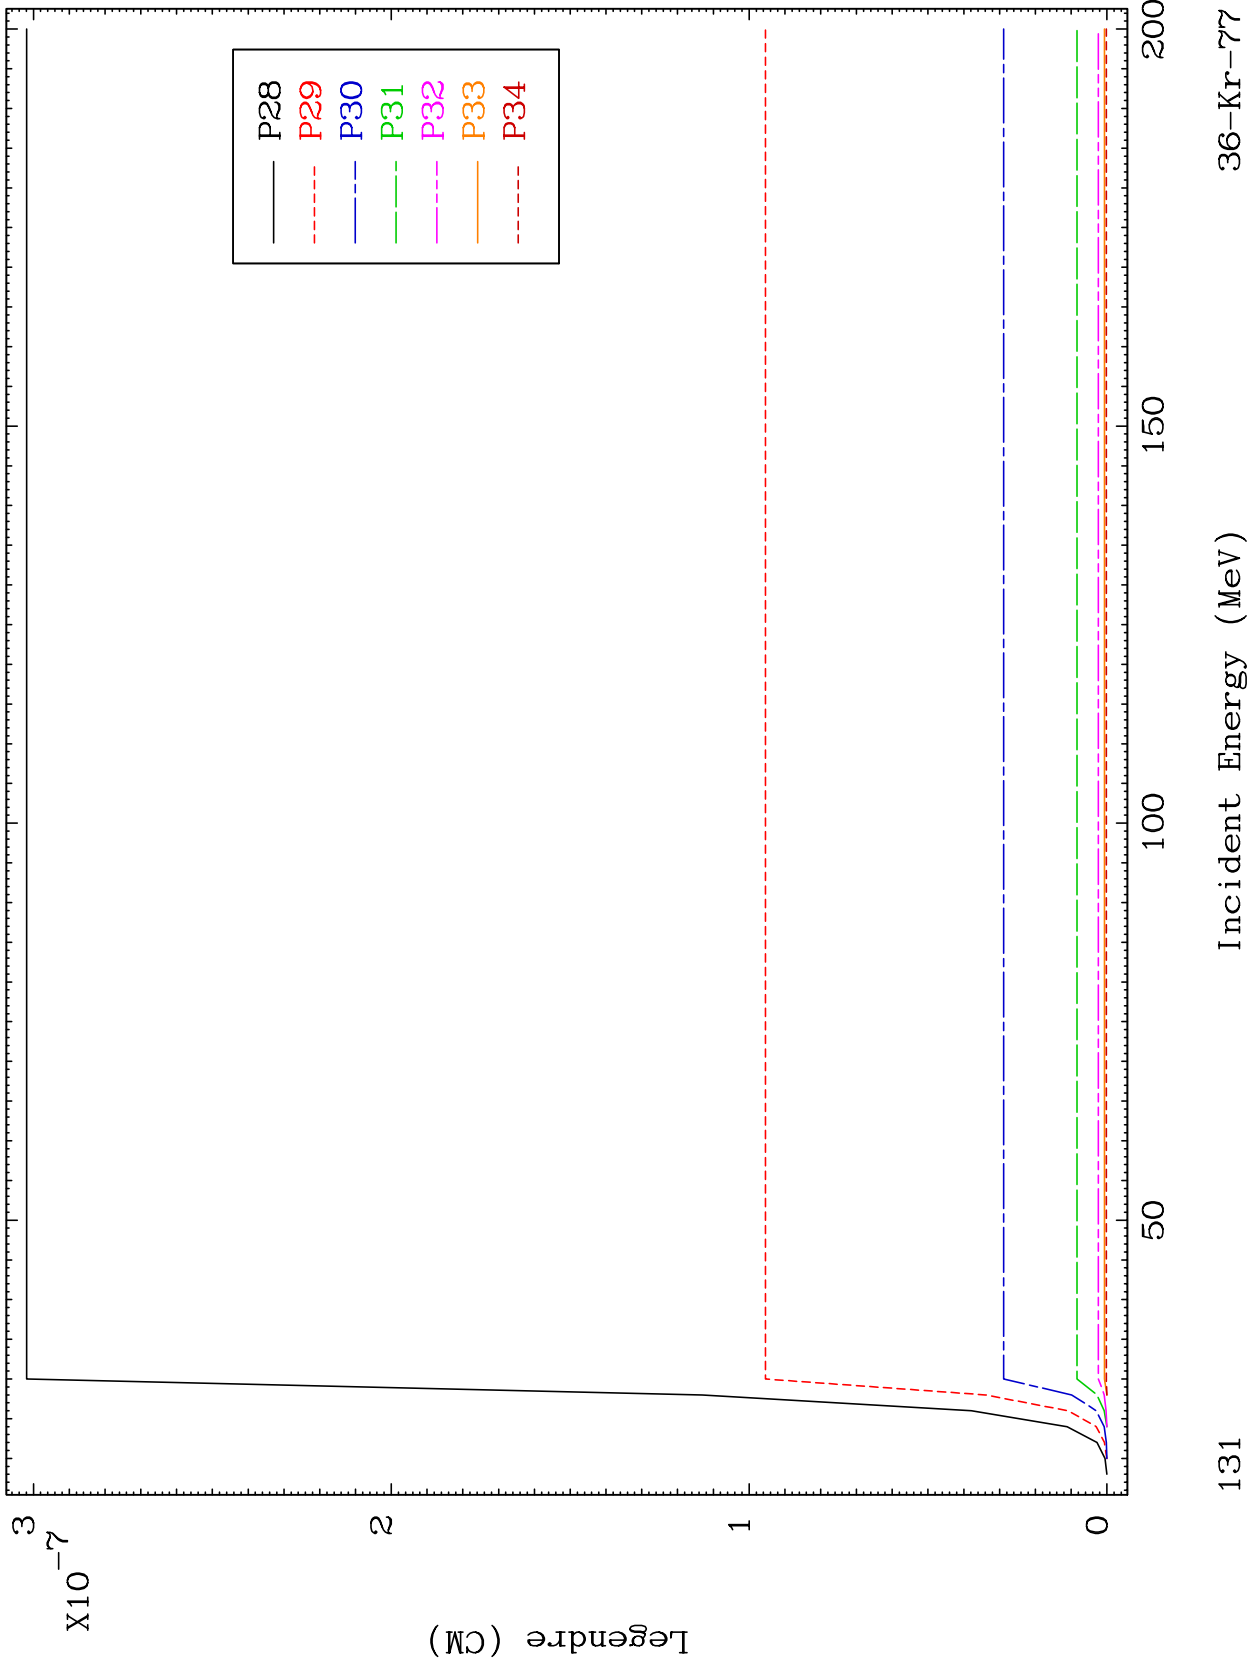 X10-7
3
2
1
0
Legendre (CM)
P28
P29
P30
P31
P32
P33
P34
50
100
150
200
Incident Energy (MeV)
131
36-Kr-77